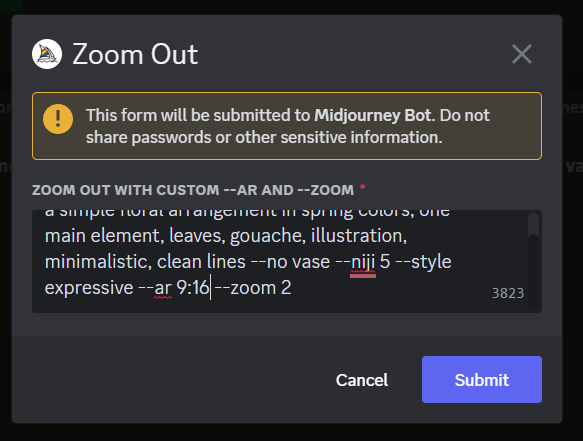 Zoom Out
This form will be submitted to Midjourney Bot. Do not
share passwords or other sensitive information.
ZOOM OUT WITH CUSTOM --AR AND --ZOOM *
a simple floral arrangement in spring colors, one
main element, leaves, gouache, illustration,
minimalistic, clean lines --no vase --niji 5 --style
expressive --ar 9:16 --zoom 2
3823
Cancel
Submit